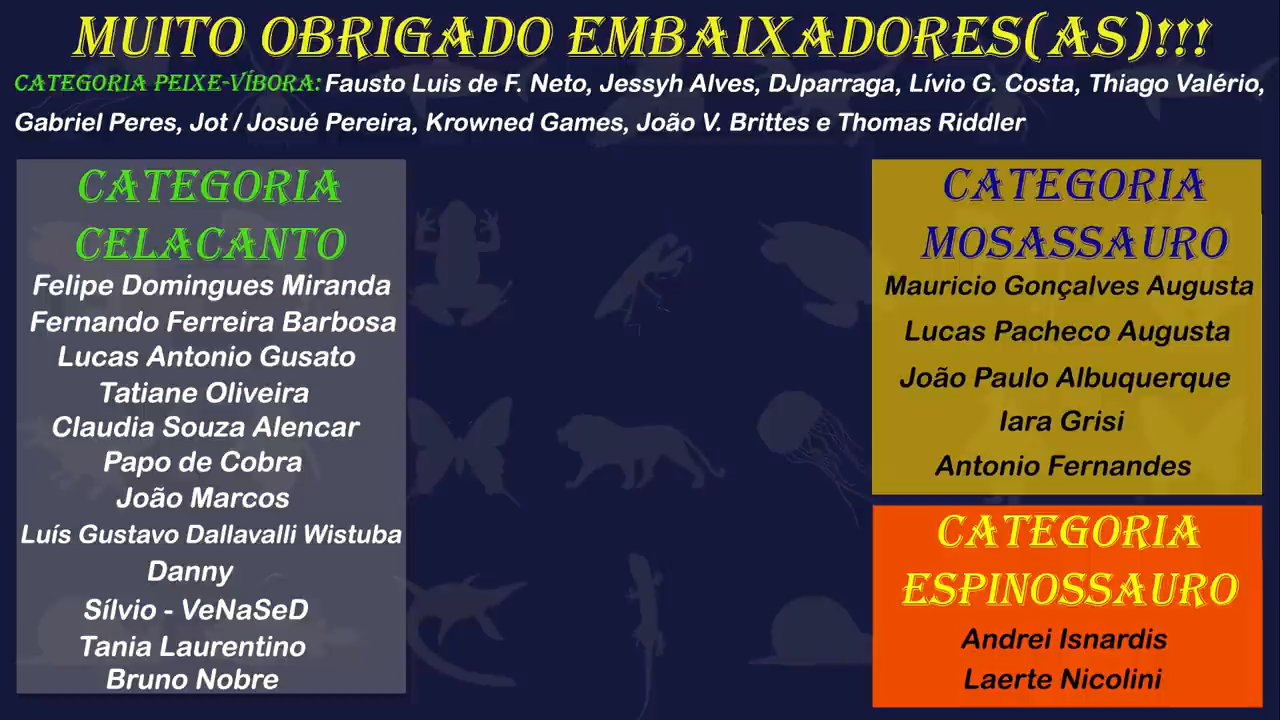 MUITO OBRIGADO EMBAIXADORES(AS)!!!
CATEGORIA PEIXE-VÍBORA: Fausto Luis de F. Neto, Jessyh Alves, DJparraga, Lívio G. Costa, Thiago Valério,
Gabriel Peres, Jot / Josué Pereira, Krowned Games, João V. Brittes e Thomas Riddler
CATEGORIA
CELACANTO
Felipe Domingues Miranda
Fernando Ferreira Barbosa
Lucas Antonio Gusato
Tatiane Oliveira
Claudia Souza Alencar
Papo de Cobra
João Marcos
Luís Gustavo Dallavalli Wistuba
Danny
Sílvio - VeNaSeD
Tania Laurentino
Bruno Nobre
CATEGORIA
MOSASSAURO
Mauricio Gonçalves Augusta
Lucas Pacheco Augusta
João Paulo Albuquerque
Iara Grisi
Antonio Fernandes
CATEGORIA
ESPINOSSAURO
Andrei Isnardis
Laerte Nicolini